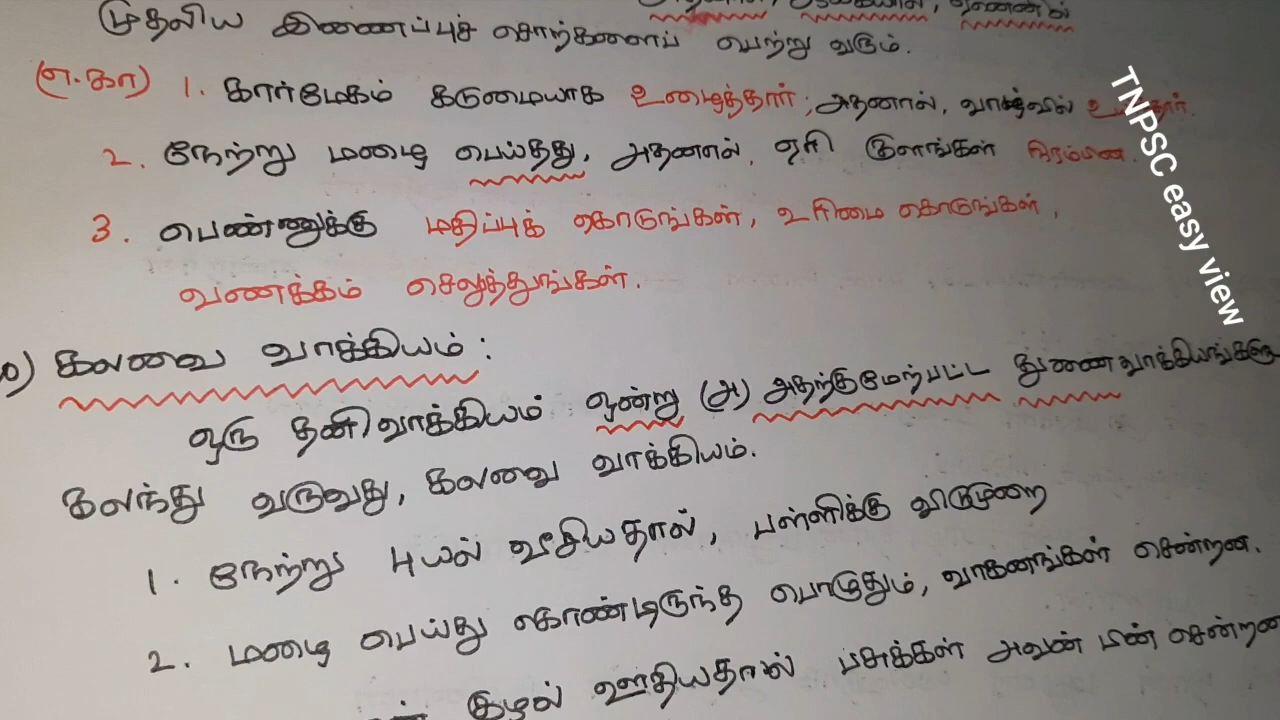 முதலிய இணைப்புச் சொற்களைப் பெற்று வரும்.
(எ.கா) 1. கார்மேகம் கடுமையாக உழைத்தார்; அதனால், வாழ்வில்
2. நேற்று மழை பெய்தது, அதனால், ஏரி குளங்கள் நிரம்பின.
3. பெண்ணுக்கு மதிப்புக் கொடுங்கள், உரிமை கொடுங்கள்,
வணக்கம் செலுத்துங்கள்.
கலவை வாக்கியம் :
ஒரு தனிவாக்கியம் ஒன்று (அ) அதற்குமேற்பட்ட துணைவாக்கியங்களுடன்
கலந்து வருவது, கலவை வாக்கியம்.
1. நேற்று புயல் வீசியதால், பள்ளிக்கு விடுமுறை
2. மழை பெய்து கொண்டிருந்த பொழுதும், வாகனங்கள் சென்றன.
குழல் ஊதியதால் பசுக்கள் அவன் பின் சென்றன
TNPSC easy view